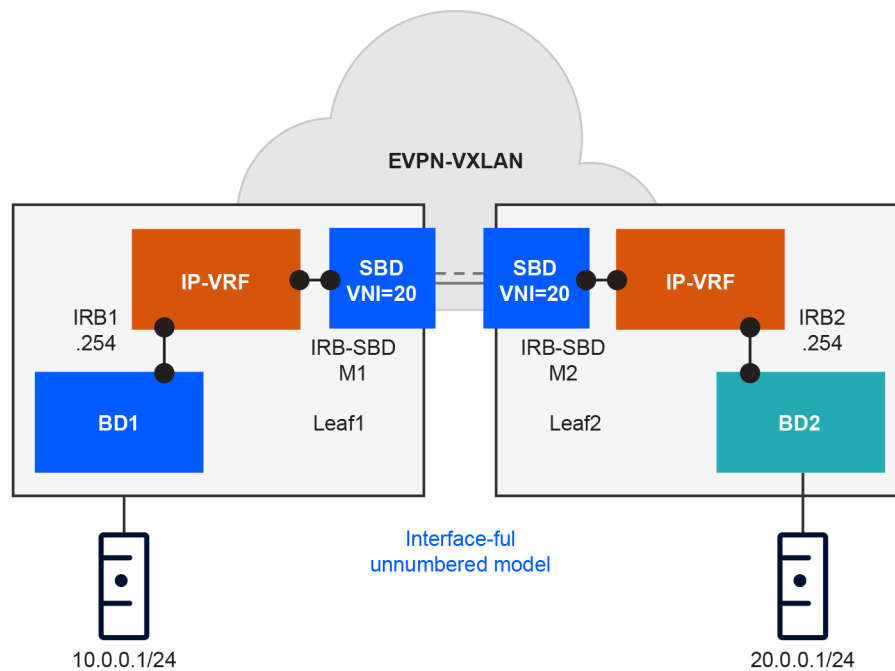 EVPN-VXLAN
IP-VRF
SBD
VNI=20
SBD
VNI=20
IP-VRF
IRB1
.254
IRB-SBD
M1
IRB-SBD
M2
IRB2
.254
BD1
Leaf1
Leaf2
BD2
Interface-ful
unnumbered model
10.0.0.1/24
20.0.0.1/24